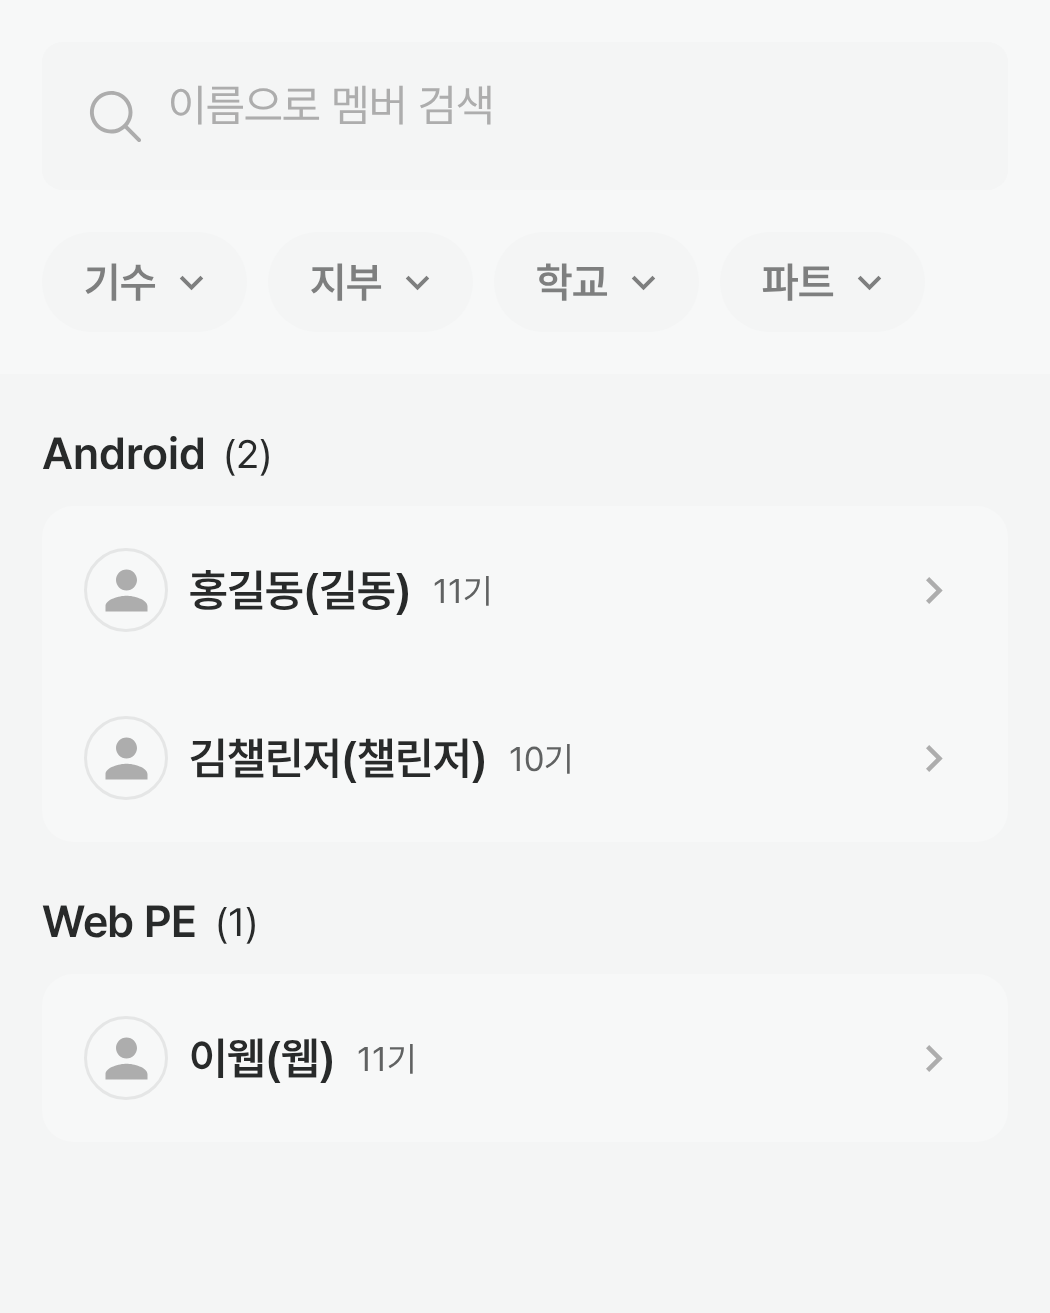 이름으로 멤버 검색
기수 지부 학교 파트
Android (2)
홍길동(길동) 11기
김챌린저(챌린저) 10기
Web PE (1)
이웹(웹) 11기